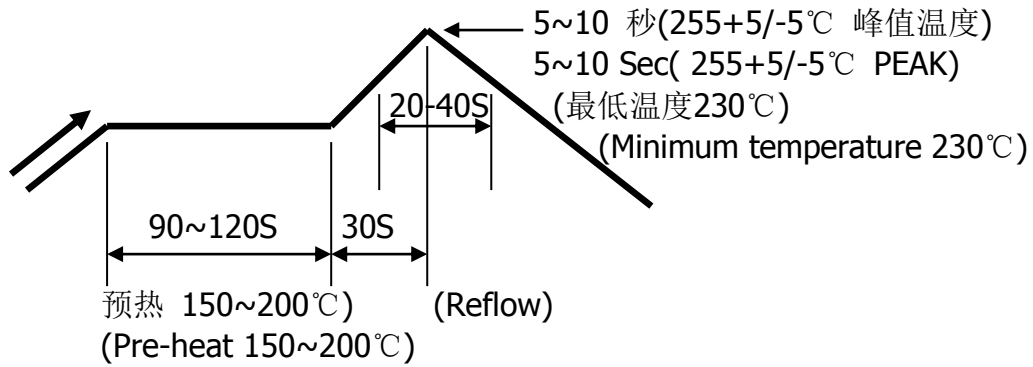 5~10 秒(255+5/-5℃ 峰值温度)
5~10 Sec( 255+5/-5℃ PEAK)
(最低温度230℃)
(Minimum temperature 230℃)
20-40S
90~120S
30S
预热 150~200℃)
(Reflow)
(Pre-heat 150~200℃)